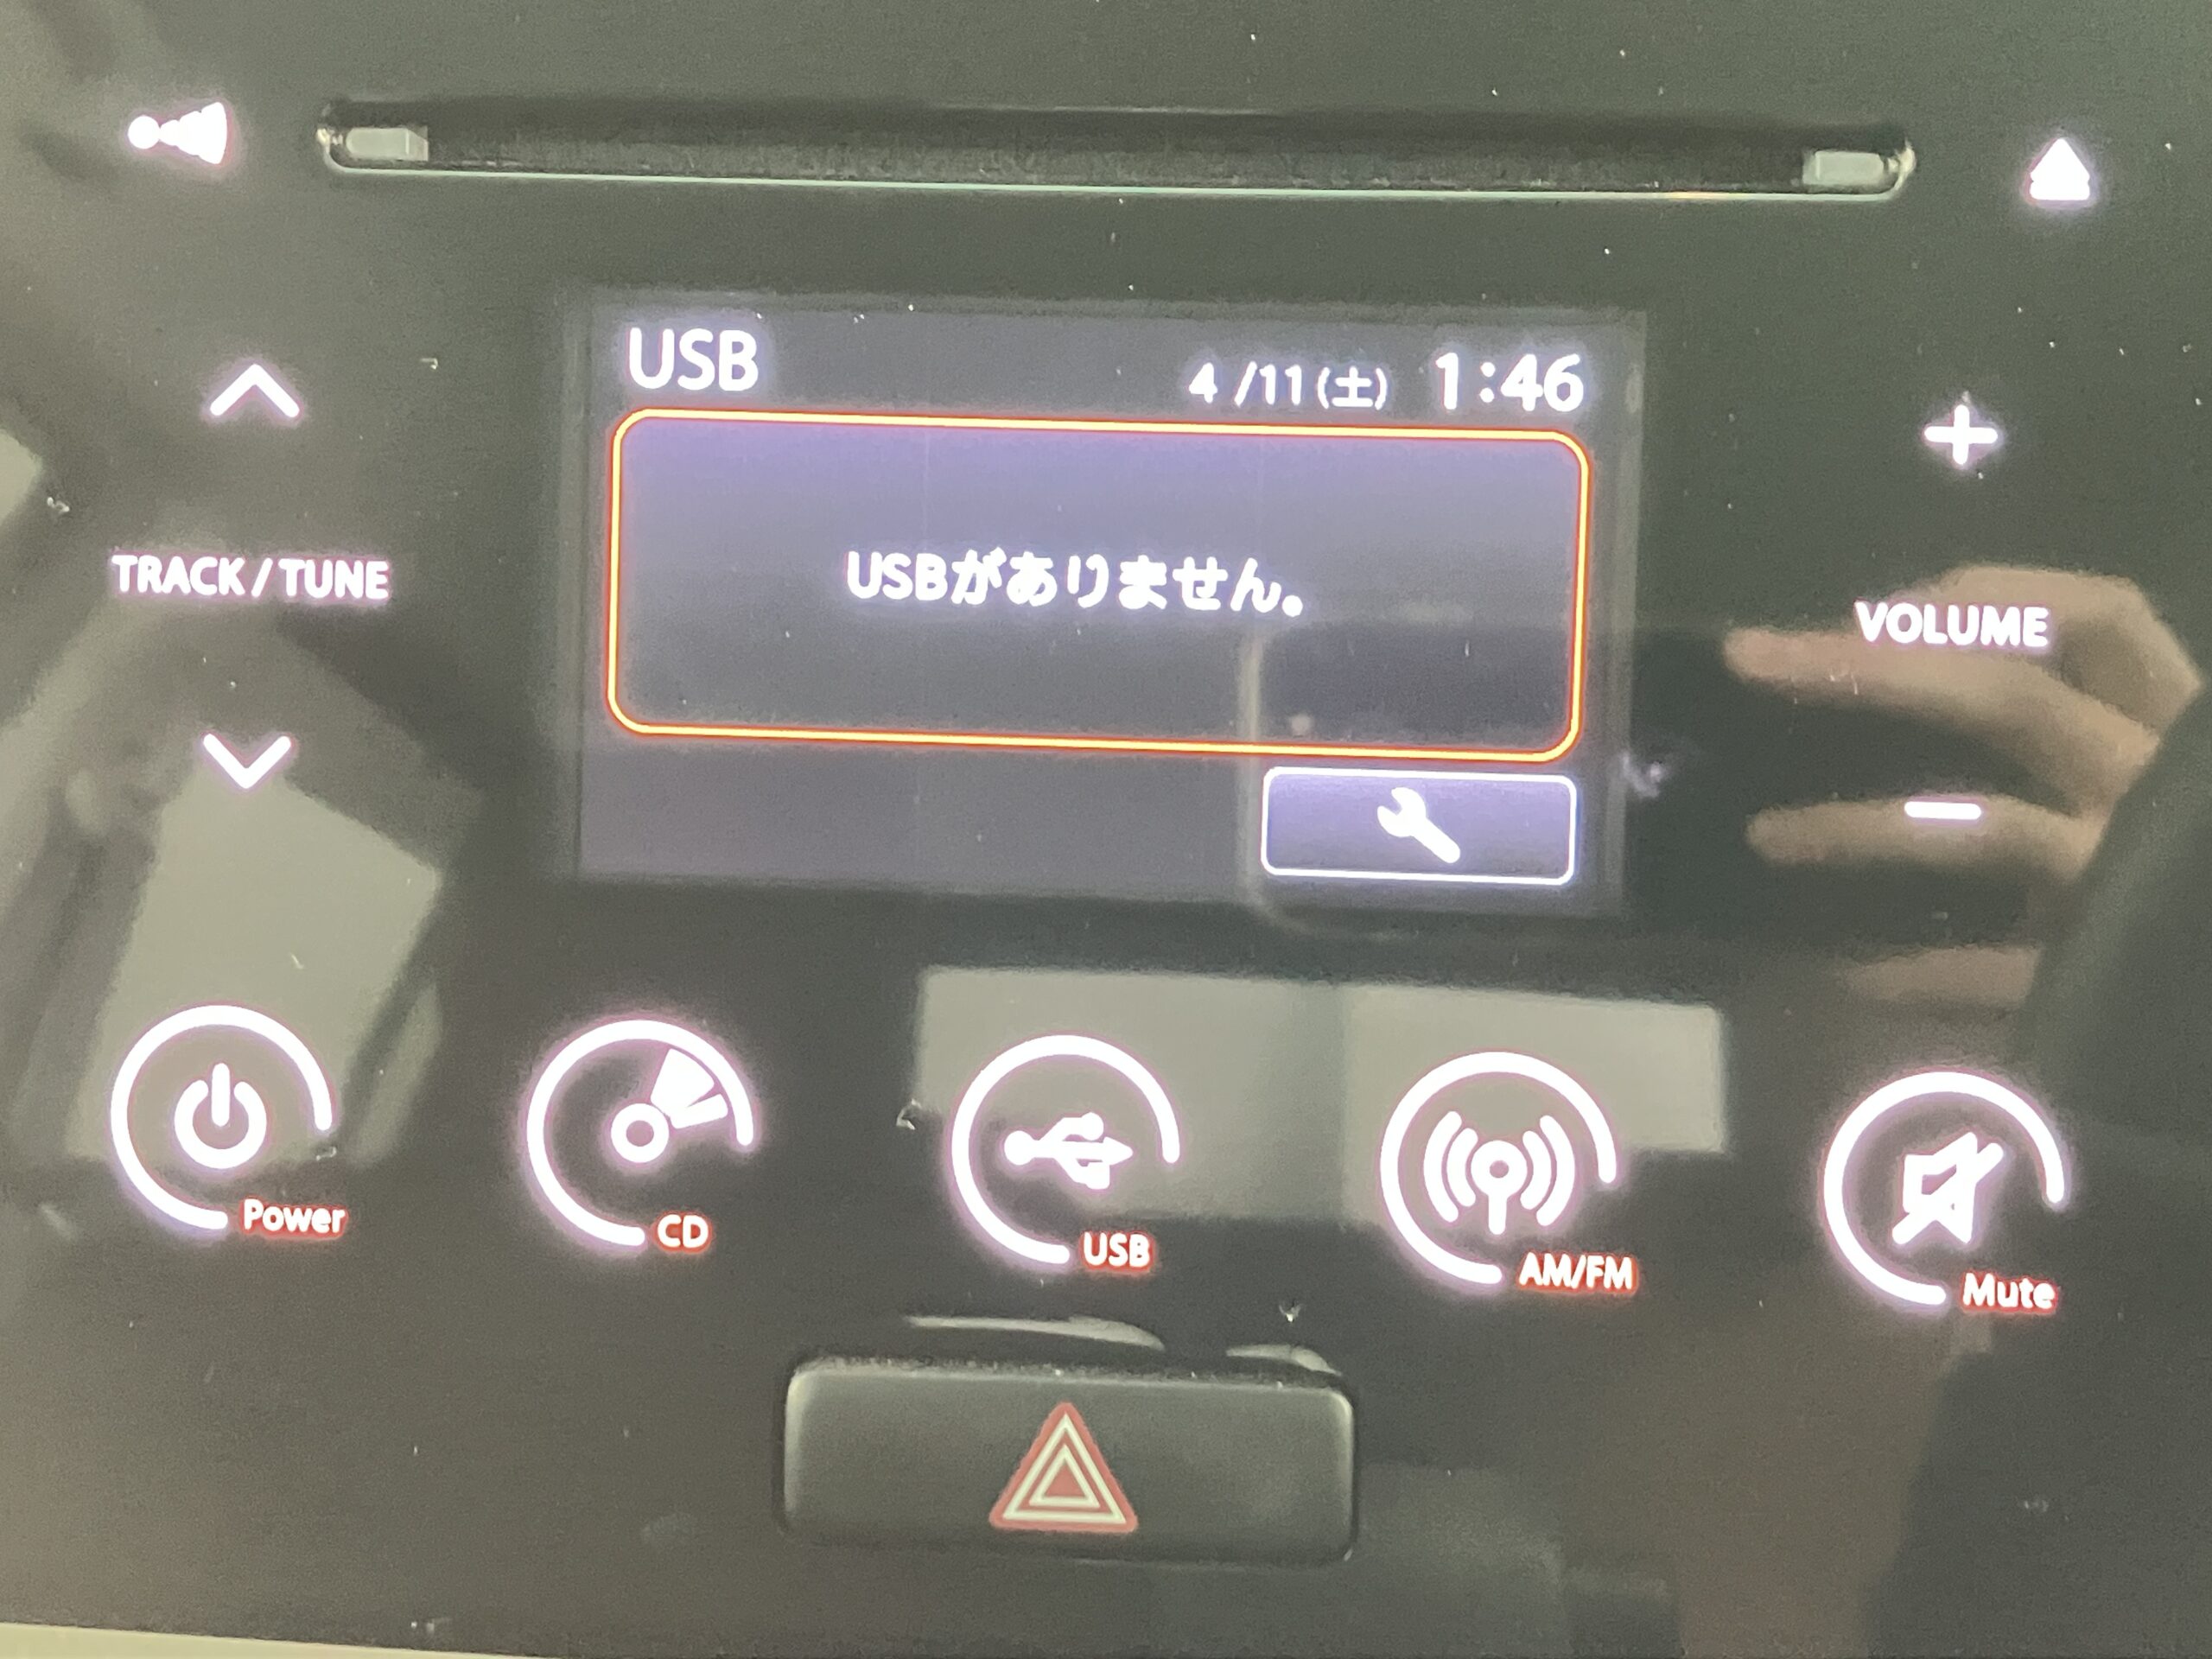 USB
4/11(土) 1:46
TRACK/TUNE
USBがありません。
VOLUME
Power
CD
USB
AM/FM
Mute